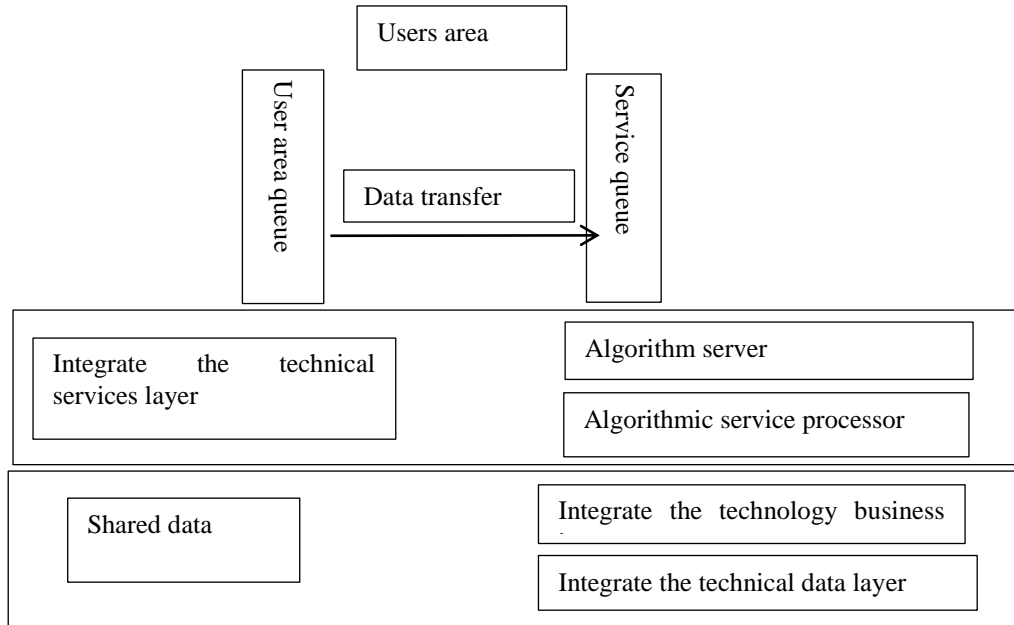 Users area
User area queue
Service queue
Data transfer
Integrate the technical
services layer
Algorithm server
Algorithmic service processor
Shared data
Integrate the technology business
Integrate the technical data layer